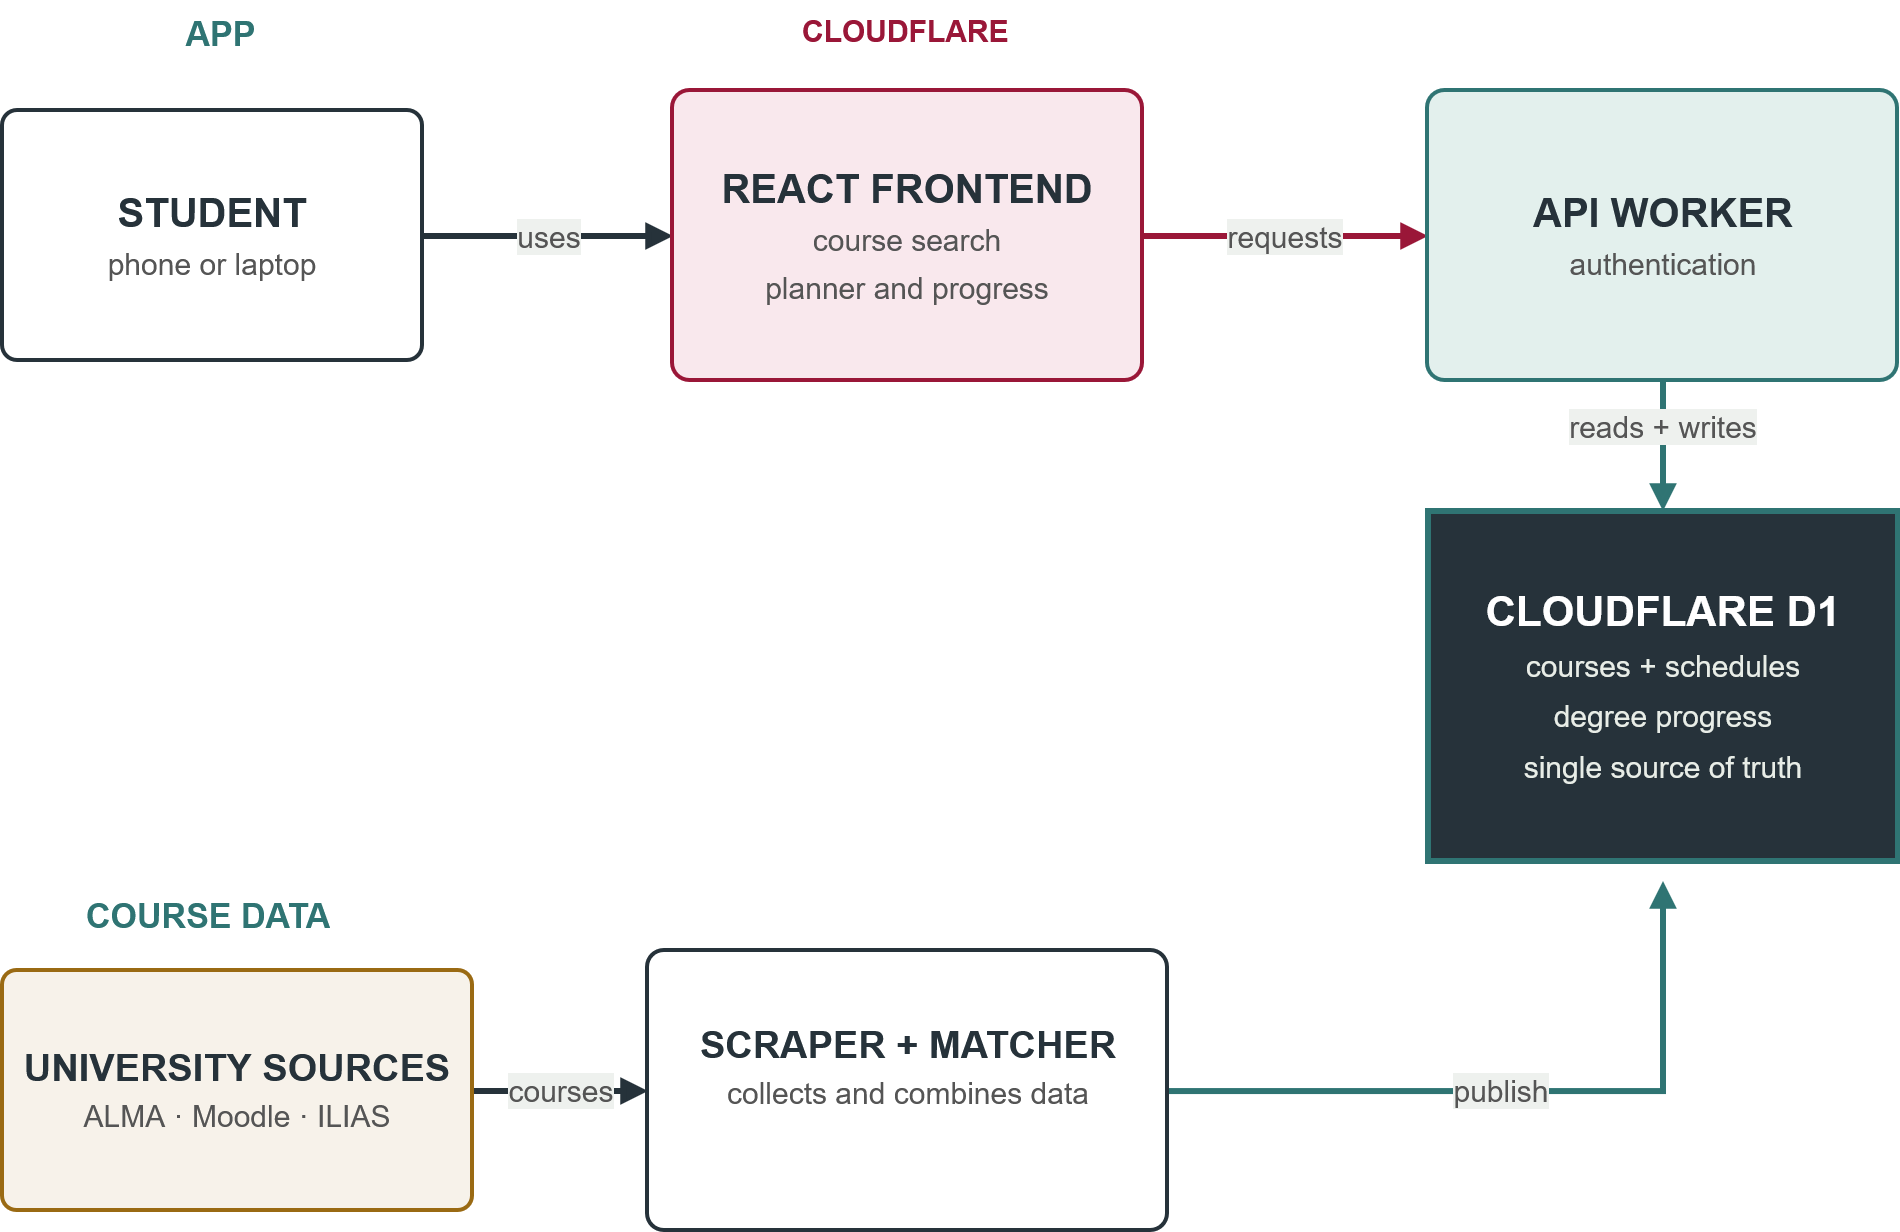 APP
CLOUDFLARE
STUDENT
phone or laptop
uses
REACT FRONTEND
course search
planner and progress
requests
API WORKER
authentication
reads + writes
CLOUDFLARE D1
courses + schedules
degree progress
single source of truth
COURSE DATA
UNIVERSITY SOURCES
ALMA · Moodle · ILIAS
courses
SCRAPER + MATCHER
collects and combines data
publish